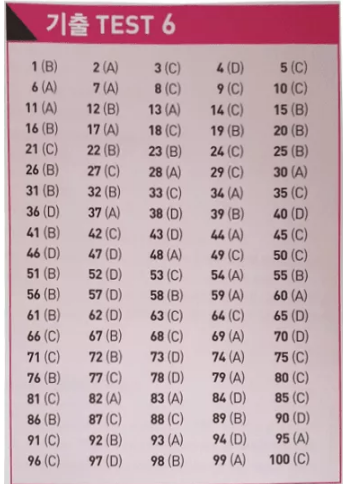 기출 TEST 6
1 (B) 2 (A) 3 (C) 4 (D) 5 (C)
6 (A) 7 (A) 8 (C) 9 (C) 10 (C)
11 (A) 12 (B) 13 (A) 14 (C) 15 (B)
16 (B) 17 (A) 18 (C) 19 (B) 20 (B)
21 (C) 22 (B) 23 (B) 24 (C) 25 (B)
26 (B) 27 (C) 28 (A) 29 (C) 30 (A)
31 (B) 32 (B) 33 (C) 34 (A) 35 (C)
36 (D) 37 (A) 38 (D) 39 (B) 40 (D)
41 (B) 42 (C) 43 (D) 44 (A) 45 (C)
46 (D) 47 (D) 48 (A) 49 (C) 50 (C)
51 (B) 52 (D) 53 (C) 54 (A) 55 (B)
56 (B) 57 (D) 58 (B) 59 (A) 60 (A)
61 (B) 62 (D) 63 (C) 64 (C) 65 (D)
66 (C) 67 (B) 68 (C) 69 (A) 70 (D)
71 (C) 72 (B) 73 (D) 74 (A) 75 (C)
76 (B) 77 (C) 78 (D) 79 (A) 80 (C)
81 (C) 82 (A) 83 (A) 84 (D) 85 (C)
86 (B) 87 (C) 88 (C) 89 (B) 90 (D)
91 (C) 92 (B) 93 (A) 94 (D) 95 (A)
96 (C) 97 (D) 98 (B) 99 (A) 100 (C)